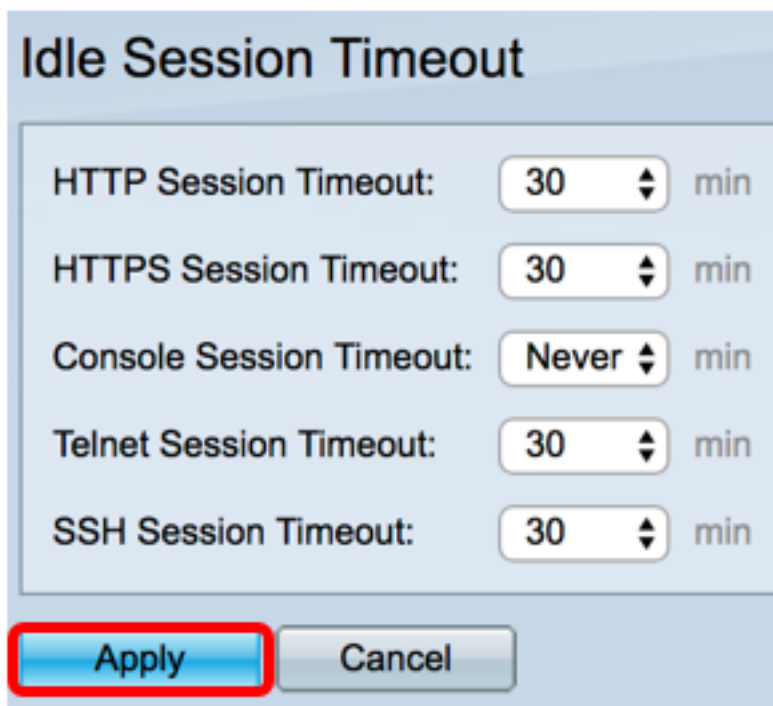 Idle Session Timeout
HTTP Session Timeout: 30 min
HTTPS Session Timeout: 30 min
Console Session Timeout: Never min
Telnet Session Timeout: 30 min
SSH Session Timeout: 30 min
Apply Cancel